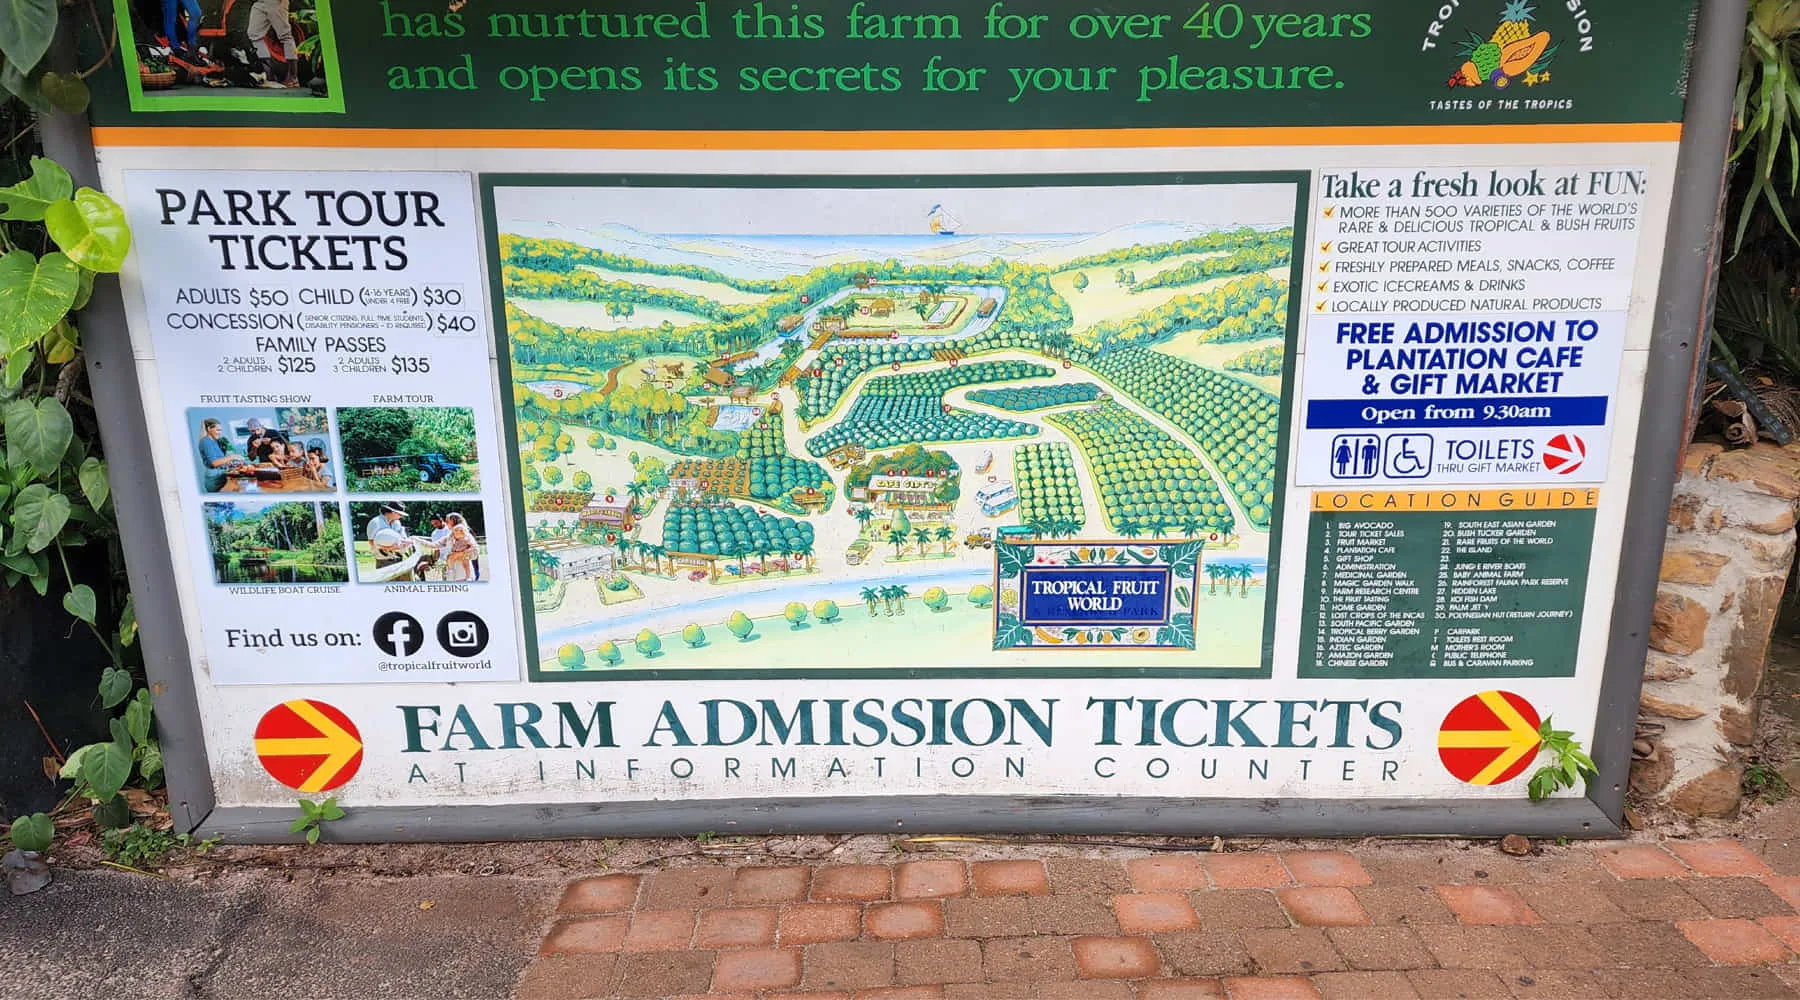 has nurtured this farm for over 40 years
and opens its secrets for your pleasure.
TASTES OF THE TROPICS
PARK TOUR
TICKETS
ADULTS $50 CHILD (4-16 YEARS UNDER 4 FREE) $30
CONCESSION (SENIOR CITIZENS, FULL TIME STUDENTS, DISABILITY PENSIONERS - ID REQUIRED) $40
FAMILY PASSES
2 ADULTS 2 CHILDREN $125 2 ADULTS 3 CHILDREN $135
FRUIT TASTING SHOW
FARM TOUR
WILDLIFE BOAT CRUISE
ANIMAL FEEDING
Find us on:
@tropicalfruitworld
TROPICAL FRUIT
WORLD
& RESEARCH PARK
Take a fresh look at FUN:
MORE THAN 500 VARIETIES OF THE WORLD'S
RARE & DELICIOUS TROPICAL & BUSH FRUITS
GREAT TOUR ACTIVITIES
FRESHLY PREPARED MEALS, SNACKS, COFFEE
EXOTIC ICECREAMS & DRINKS
LOCALLY PRODUCED NATURAL PRODUCTS
FREE ADMISSION TO
PLANTATION CAFE
& GIFT MARKET
Open from 9.30am
TOILETS
THRU GIFT MARKET
LOCATION GUIDE
1. BIG AVOCADO
2. TOUR TICKET SALES
3. FRUIT MARKET
4. PLANTATION CAFE
5. GIFT SHOP
6. ADMINISTRATION
7. MEDICINAL GARDEN
8. MAGIC GARDEN WALK
9. FARM RESEARCH CENTRE
10. THE FRUIT TASTING
11. HOME GARDEN
12. LOST CROPS OF THE INCAS
13. SOUTH PACIFIC GARDEN
14. TROPICAL BERRY GARDEN
15. INDIAN GARDEN
16. AZTEC GARDEN
17. AMAZON GARDEN
18. CHINESE GARDEN
19. SOUTH EAST ASIAN GARDEN
20. BUSH TUCKER GARDEN
21. RARE FRUITS OF THE WORLD
22. THE ISLAND
23.
24. JUNGLE RIVER BOATS
25. BABY ANIMAL FARM
26. RAINFOREST FAUNA PARK RESERVE
27. HIDDEN LAKE
28. KOI FISH DAM
29. PALM JETTY
30. POLYNESIAN HUT (RETURN JOURNEY)
P CARPARK
T TOILETS REST ROOM
M MOTHER'S ROOM
C PUBLIC TELEPHONE
B BUS & CARAVAN PARKING
FARM ADMISSION TICKETS
AT INFORMATION COUNTER